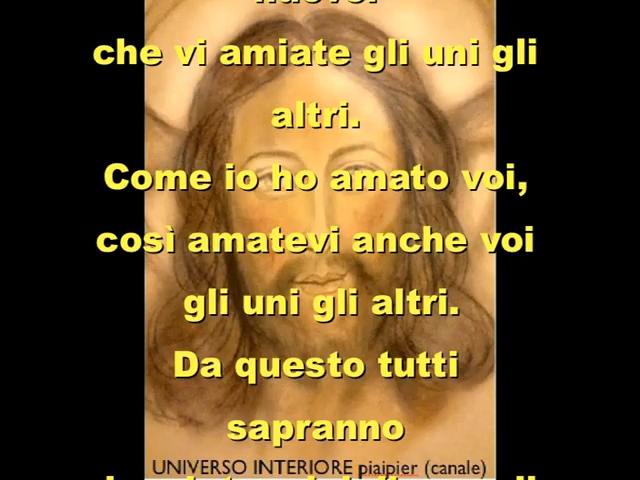 che vi amiate gli uni gli
altri.
Come io ho amato voi,
così amatevi anche voi
gli uni gli altri.
Da questo tutti
sapranno
UNIVERSO INTERIORE piaipier (canale)